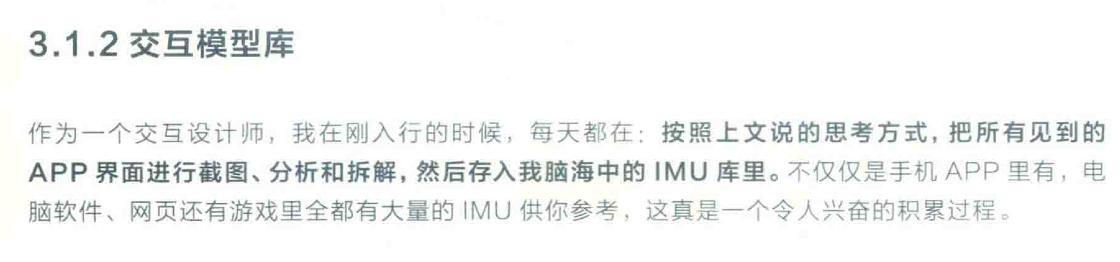 3.1.2 交互模型库
作为一个交互设计师，我在刚入行的时候，每天都在：按照上文说的思考方式，把所有见到的
APP 界面进行截图、分析和拆解，然后存入我脑海中的 IMU 库里。不仅仅是手机 APP 里有，电
脑软件、网页还有游戏里全都有大量的 IMU 供你参考，这真是一个令人兴奋的积累过程。